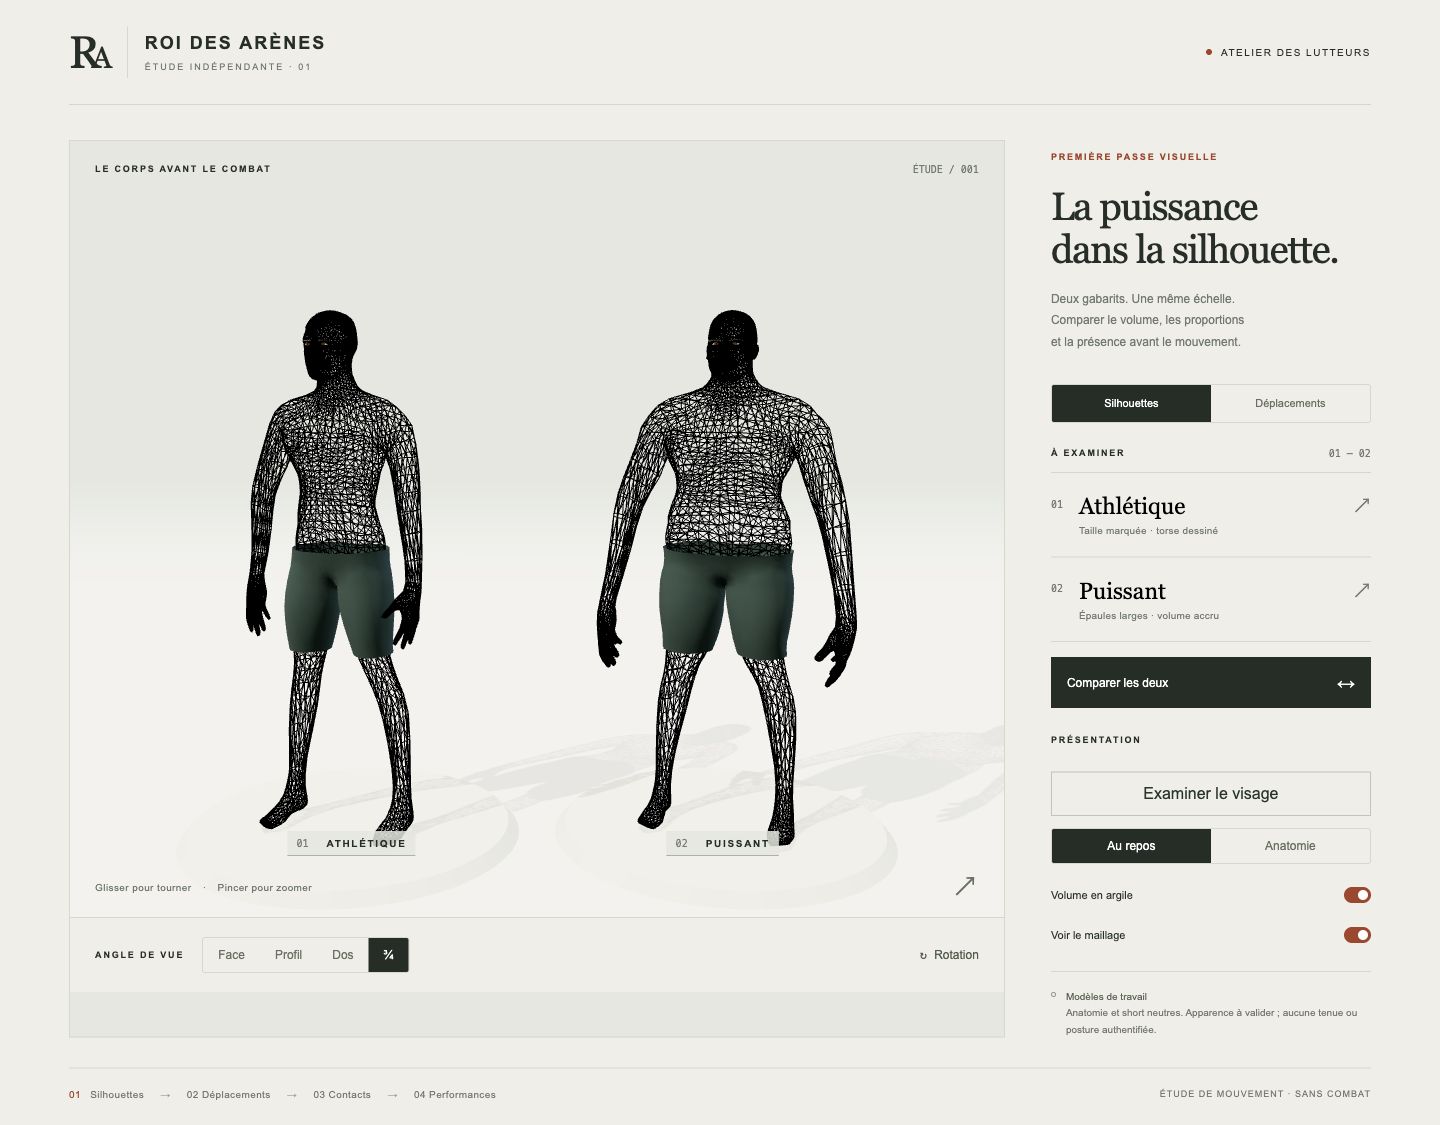 RA
ROI DES ARÈNES
ÉTUDE INDÉPENDANTE · 01
ATELIER DES LUTTEURS
LE CORPS AVANT LE COMBAT
ÉTUDE / 001
01 ATHLÉTIQUE
02 PUISSANT
Glisser pour tourner · Pincer pour zoomer
ANGLE DE VUE
Face
Profil
Dos
¾
↻ Rotation
PREMIÈRE PASSE VISUELLE
La puissance
dans la silhouette.
Deux gabarits. Une même échelle.
Comparer le volume, les proportions
et la présence avant le mouvement.
Silhouettes
Déplacements
À EXAMINER
01 — 02
01 Athlétique
Taille marquée · torse dessiné
02 Puissant
Épaules larges · volume accru
Comparer les deux
PRÉSENTATION
Examiner le visage
Au repos
Anatomie
Volume en argile
Voir le maillage
Modèles de travail
Anatomie et short neutres. Apparence à valider ; aucune tenue ou
posture authentifiée.
01 Silhouettes → 02 Déplacements → 03 Contacts → 04 Performances
ÉTUDE DE MOUVEMENT · SANS COMBAT